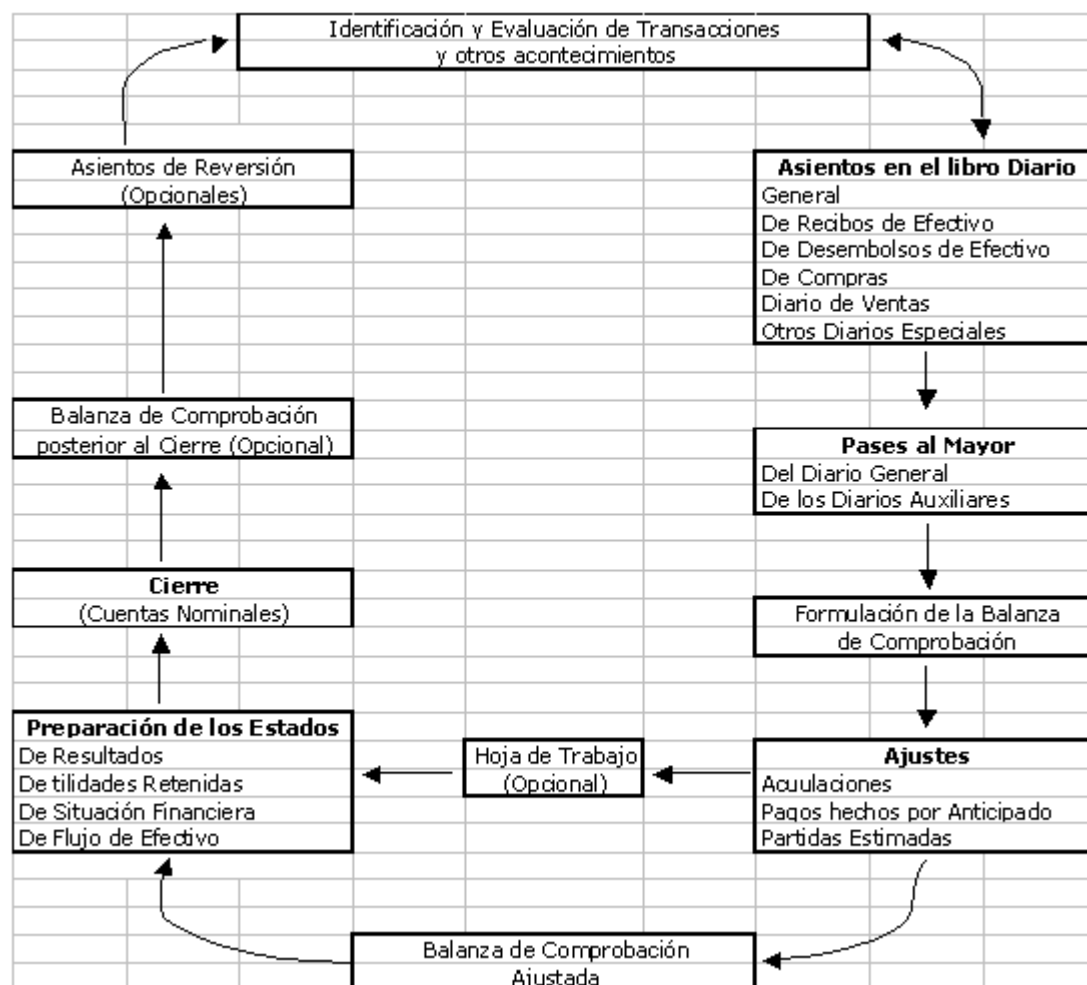 Identificación y Evaluación de Transacciones
y otros acontecimientos
Asientos de Reversión
(Opcionales)
Asientos en el libro Diario
General
De Recibos de Efectivo
De Desembolsos de Efectivo
De Compras
Diario de Ventas
Otros Diarios Especiales
Balanza de Comprobación
posterior al Cierre (Opcional)
Pases al Mayor
Del Diario General
De los Diarios Auxiliares
Cierre
(Cuentas Nominales)
Formulación de la Balanza
de Comprobación
Preparación de los Estados
De Resultados
De tilidades Retenidas
De Situación Financiera
De Flujo de Efectivo
Hoja de Trabajo
(Opcional)
Ajustes
Acuulaciones
Pagos hechos por Anticipado
Partidas Estimadas
Balanza de Comprobación
Ajustada